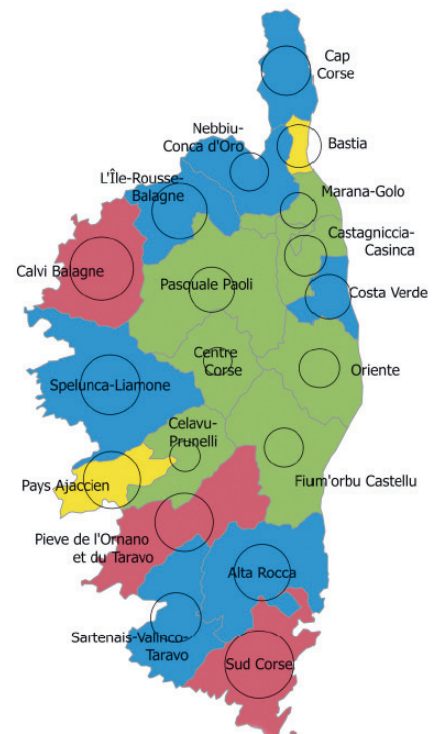 Cap
Corse
Nebbiu-
Conca d'Oro
Bastia
L'Île-Rousse-
Balagne
Marana-Golo
Castagniccia-
Casinca
Calvi Balagne
Pasquale Paoli
Costa Verde
Centre
Corse
Oriente
Spelunca-Liamone
Celavu-
Prunelli
Pays Ajaccien
Fium'orbu Castellu
Pieve de l'Ornano
et du Taravo
Alta Rocca
Sartenais-Valinco-
Taravo
Sud Corse